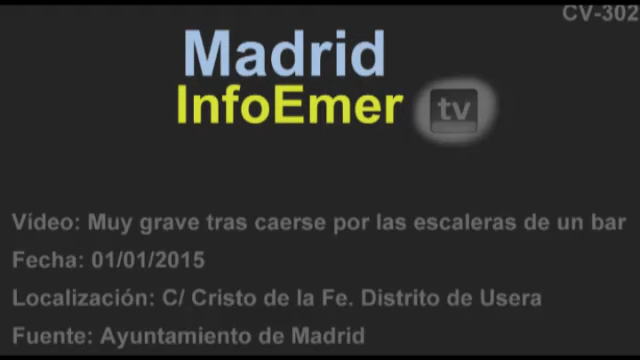 CV-302
Madrid
InfoEmer tv
Vídeo: Muy grave tras caerse por las escaleras de un bar
Fecha: 01/01/2015
Localización: C/ Cristo de la Fe. Distrito de Usera
Fuente: Ayuntamiento de Madrid